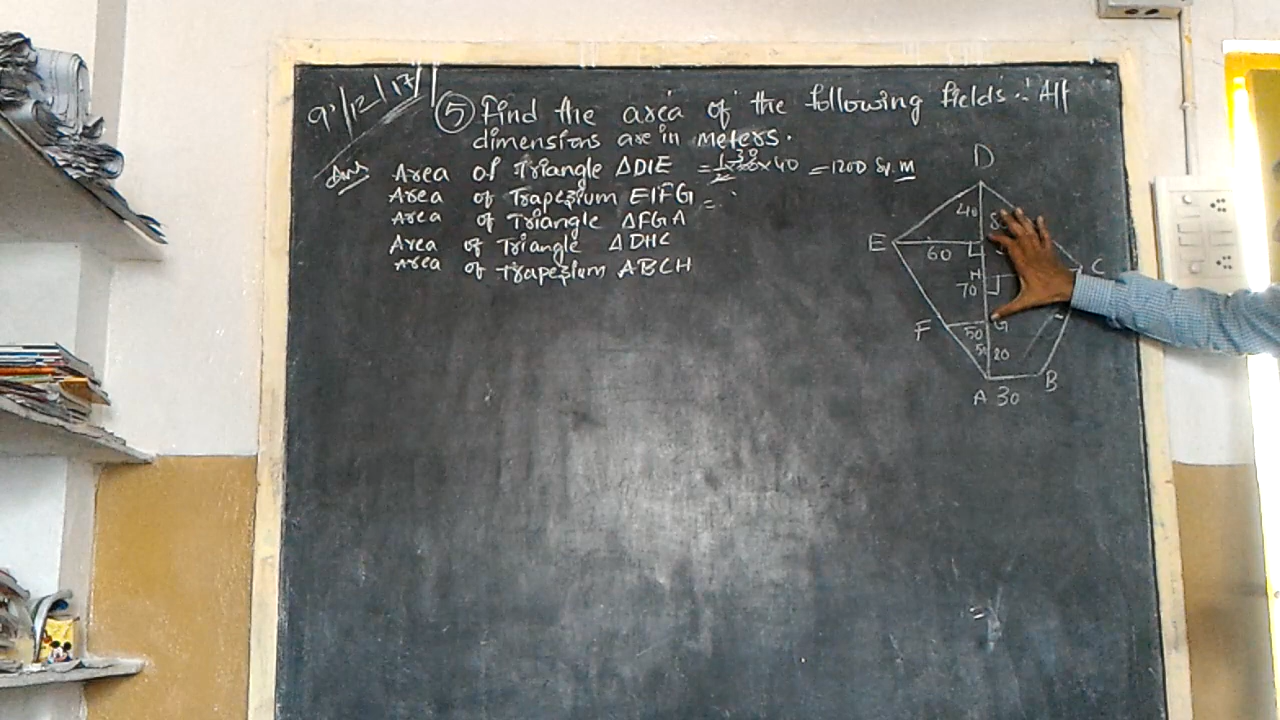 9/12/17
⑤ Find the area of the following fields. All
dimensions are in meters.
Ans Area of Triangle ΔDIE = 1/2 × 60 × 40 = 1200 Sq. m
30
Area of Trapezium EIFG = 
Area of Triangle ΔFGA
Area of Triangle ΔDHC
Area of Trapezium ABCH
D
40
E
60
H
70
C
F
50
G
50
20
A 30
B